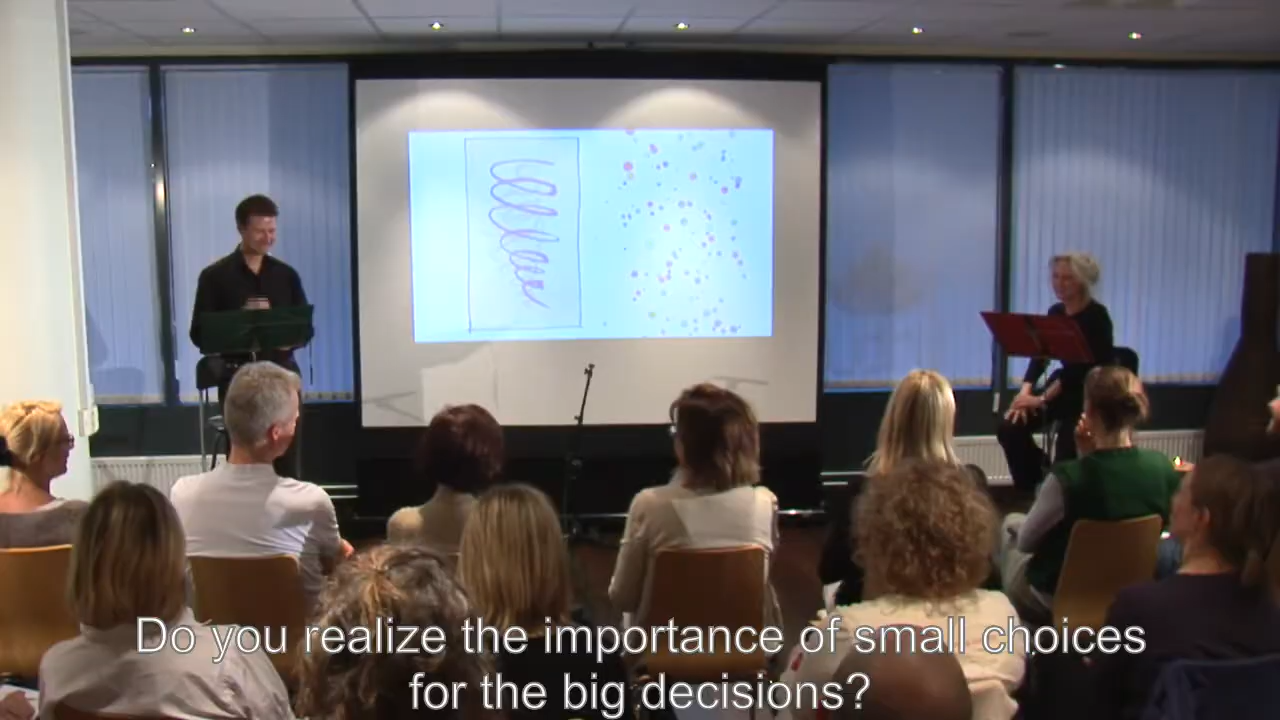 Do you realize the importance of small choices
for the big decisions?